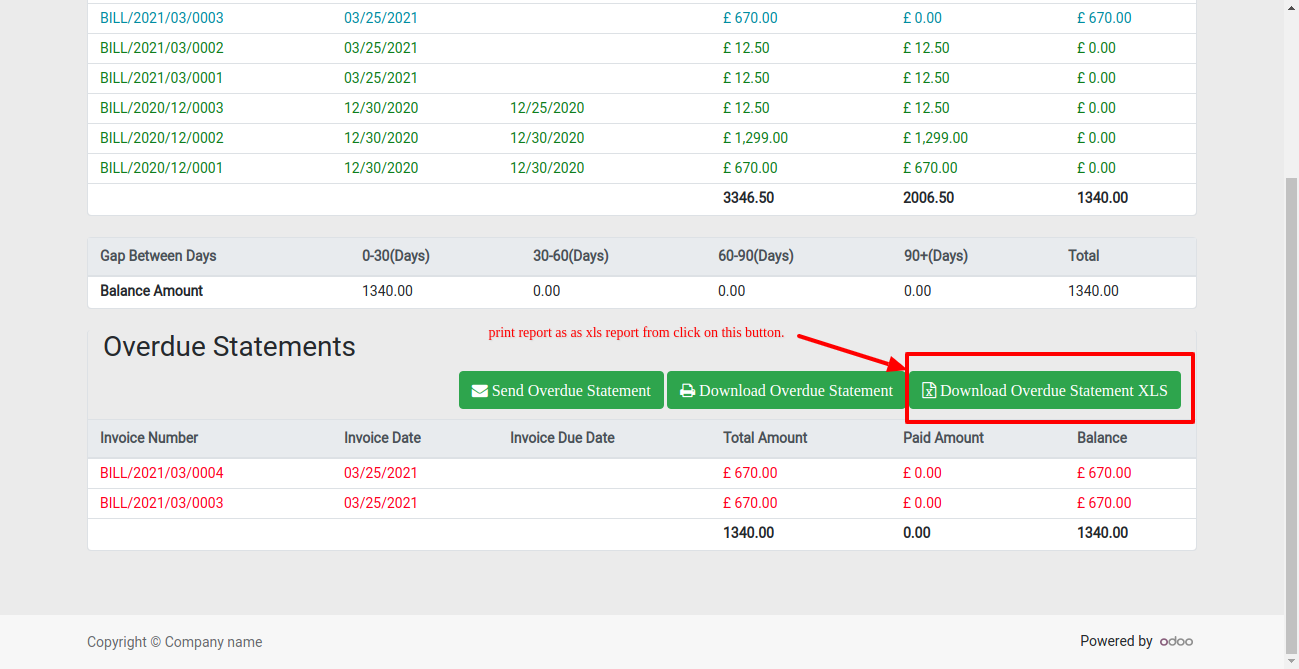 BILL/2021/03/0003 03/25/2021 £ 670.00 £ 0.00 £ 670.00
BILL/2021/03/0002 03/25/2021 £ 12.50 £ 12.50 £ 0.00
BILL/2021/03/0001 03/25/2021 £ 12.50 £ 12.50 £ 0.00
BILL/2020/12/0003 12/30/2020 12/25/2020 £ 12.50 £ 12.50 £ 0.00
BILL/2020/12/0002 12/30/2020 12/30/2020 £ 1,299.00 £ 1,299.00 £ 0.00
BILL/2020/12/0001 12/30/2020 12/30/2020 £ 670.00 £ 670.00 £ 0.00
3346.50 2006.50 1340.00
Gap Between Days 0-30(Days) 30-60(Days) 60-90(Days) 90+(Days) Total
Balance Amount 1340.00 0.00 0.00 0.00 1340.00
print report as as xls report from click on this button.
Overdue Statements
Send Overdue Statement Download Overdue Statement Download Overdue Statement XLS
Invoice Number Invoice Date Invoice Due Date Total Amount Paid Amount Balance
BILL/2021/03/0004 03/25/2021 £ 670.00 £ 0.00 £ 670.00
BILL/2021/03/0003 03/25/2021 £ 670.00 £ 0.00 £ 670.00
1340.00 0.00 1340.00
Copyright © Company name Powered by odoo